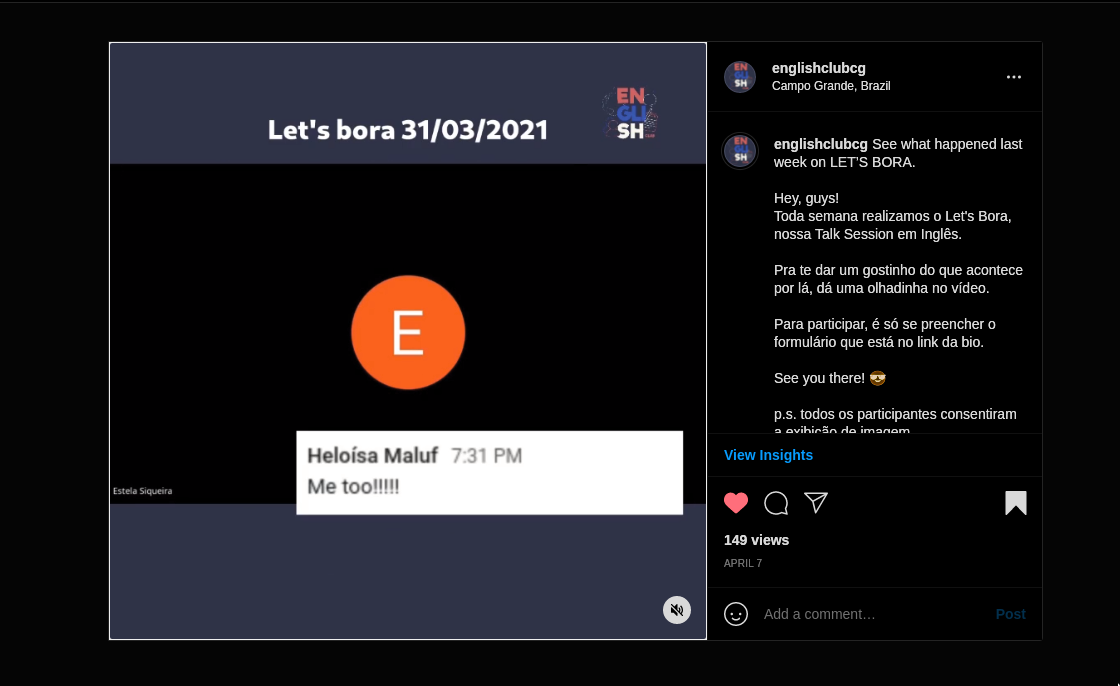 Let's bora 31/03/2021
EN
GLI
SH
CLUB
E
Heloísa Maluf 7:31 PM
Me too!!!!!
Estela Siqueira
EN
GLI
SH
englishclubcg
Campo Grande, Brazil
EN
GLI
SH
englishclubcg See what happened last
week on LET'S BORA.
Hey, guys!
Toda semana realizamos o Let's Bora,
nossa Talk Session em Inglês.
Pra te dar um gostinho do que acontece
por lá, dá uma olhadinha no vídeo.
Para participar, é só se preencher o
formulário que está no link da bio.
See you there! 😎
p.s. todos os participantes consentiram
a exibição de imagem
View Insights
149 views
APRIL 7
Add a comment…
Post